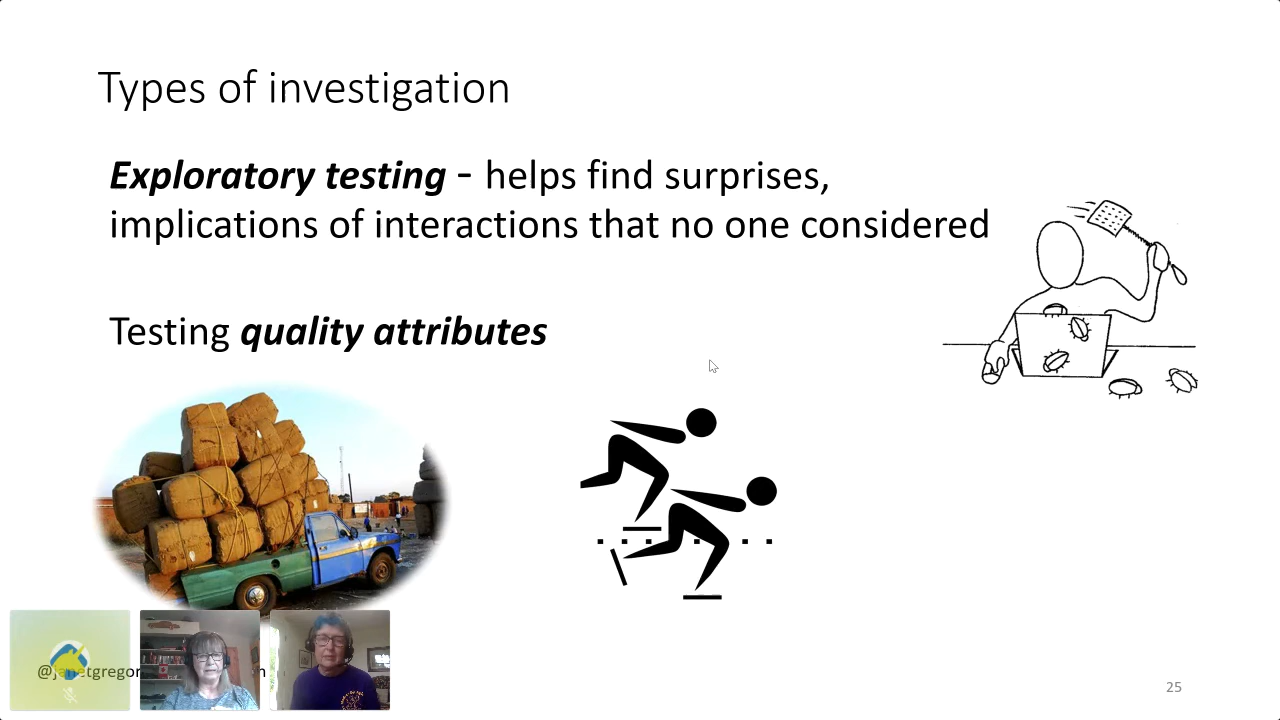 Types of investigation
Exploratory testing - helps find surprises,
implications of interactions that no one considered
Testing quality attributes
25